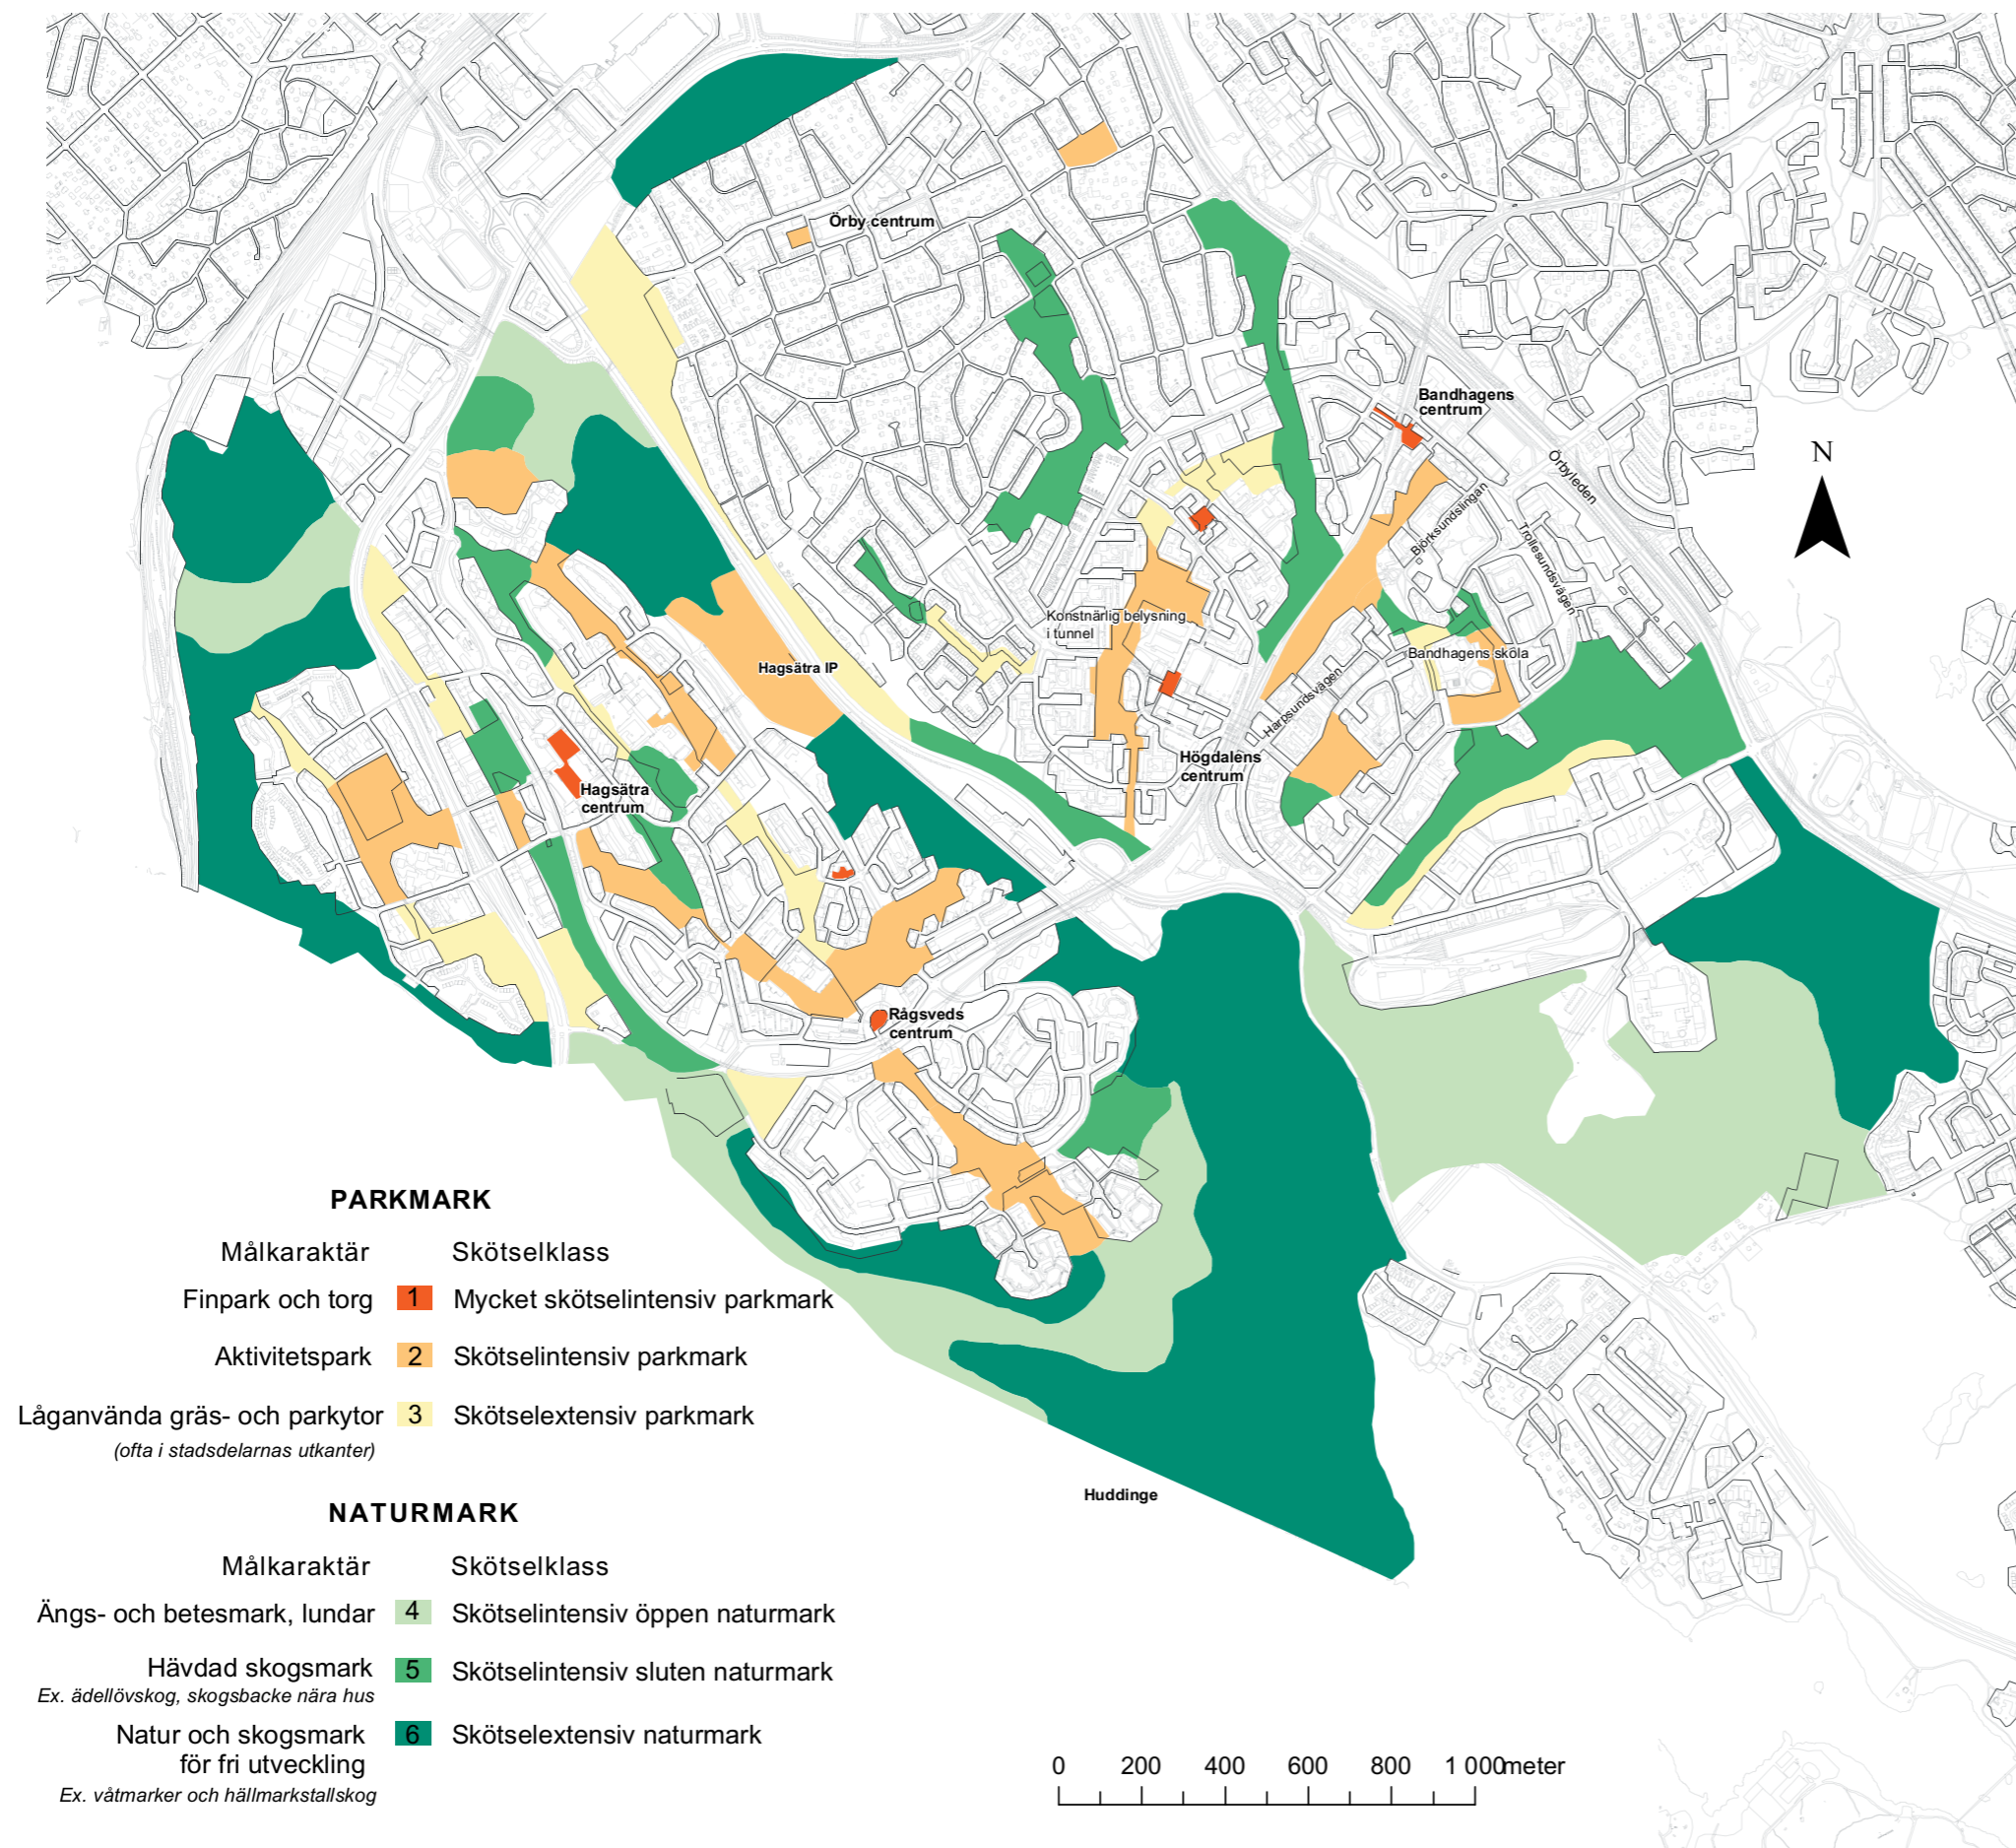 Örby centrum
Bandhagens
centrum
N
Örbyleden
Björksundslingan
Trollesundsvägen
Konstnärlig belysning
i tunnel
Bandhagens sköla
Hagsätra IP
Harpsundsvägen
Högdalens
centrum
Hagsätra
centrum
Rågsveds
centrum
Huddinge
PARKMARK
Målkaraktär Skötselklass
Finpark och torg 1 Mycket skötselintensiv parkmark
Aktivitetspark 2 Skötselintensiv parkmark
Låganvända gräs- och parkytor 3 Skötselextensiv parkmark
(ofta i stadsdelarnas utkanter)
NATURMARK
Målkaraktär Skötselklass
Ängs- och betesmark, lundar 4 Skötselintensiv öppen naturmark
Hävdad skogsmark 5 Skötselintensiv sluten naturmark
Ex. ädellövskog, skogsbacke nära hus
Natur och skogsmark 6 Skötselextensiv naturmark
för fri utveckling
Ex. våtmarker och hällmarkstallskog
0 200 400 600 800 1 000meter